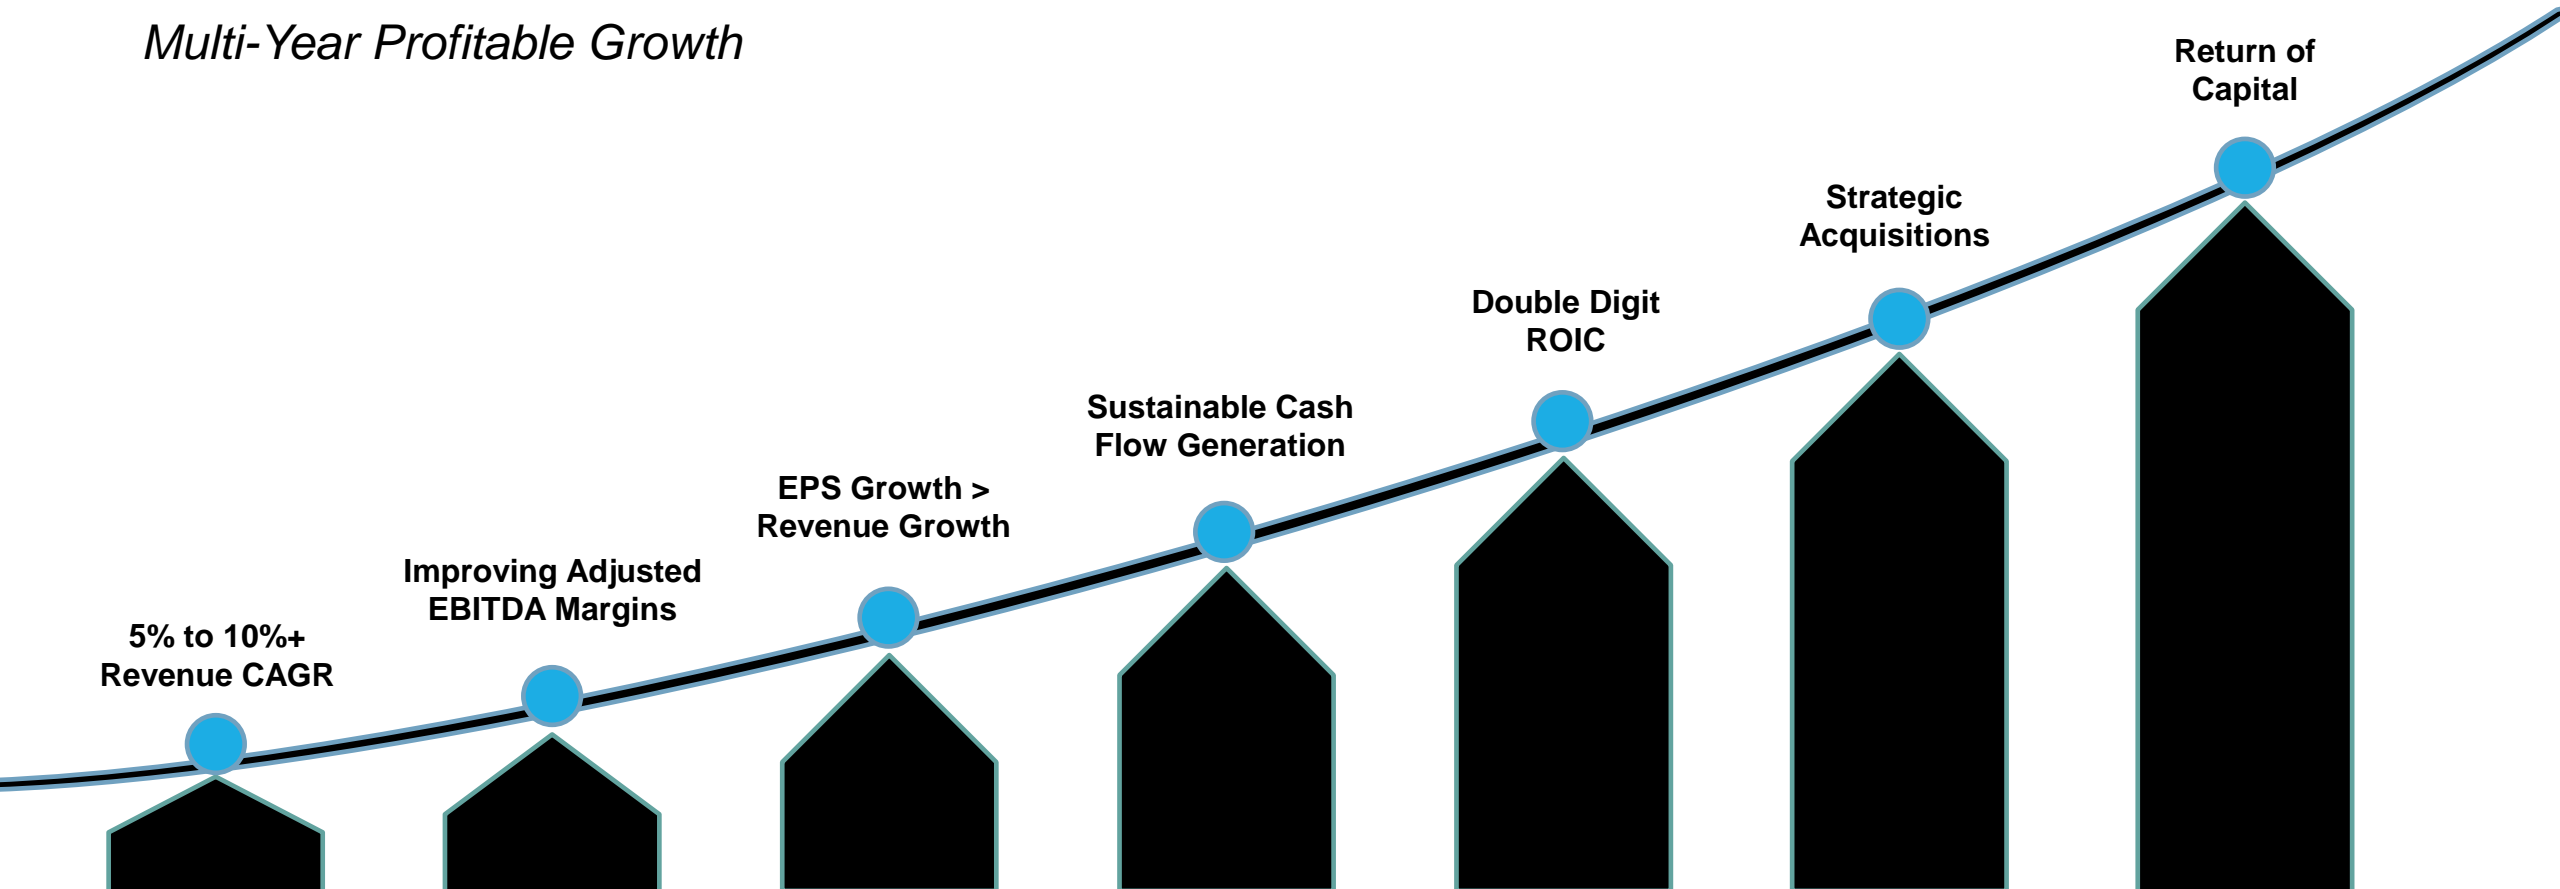 Multi-Year Profitable Growth
5% to 10%+
Revenue CAGR
Improving Adjusted
EBITDA Margins
EPS Growth >
Revenue Growth
Sustainable Cash
Flow Generation
Double Digit
ROIC
Strategic
Acquisitions
Return of
Capital